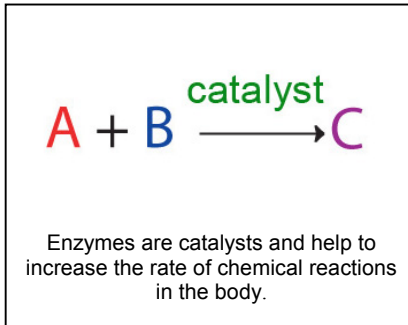 catalyst
A + B ⟶ C
Enzymes are catalysts and help to
increase the rate of chemical reactions
in the body.